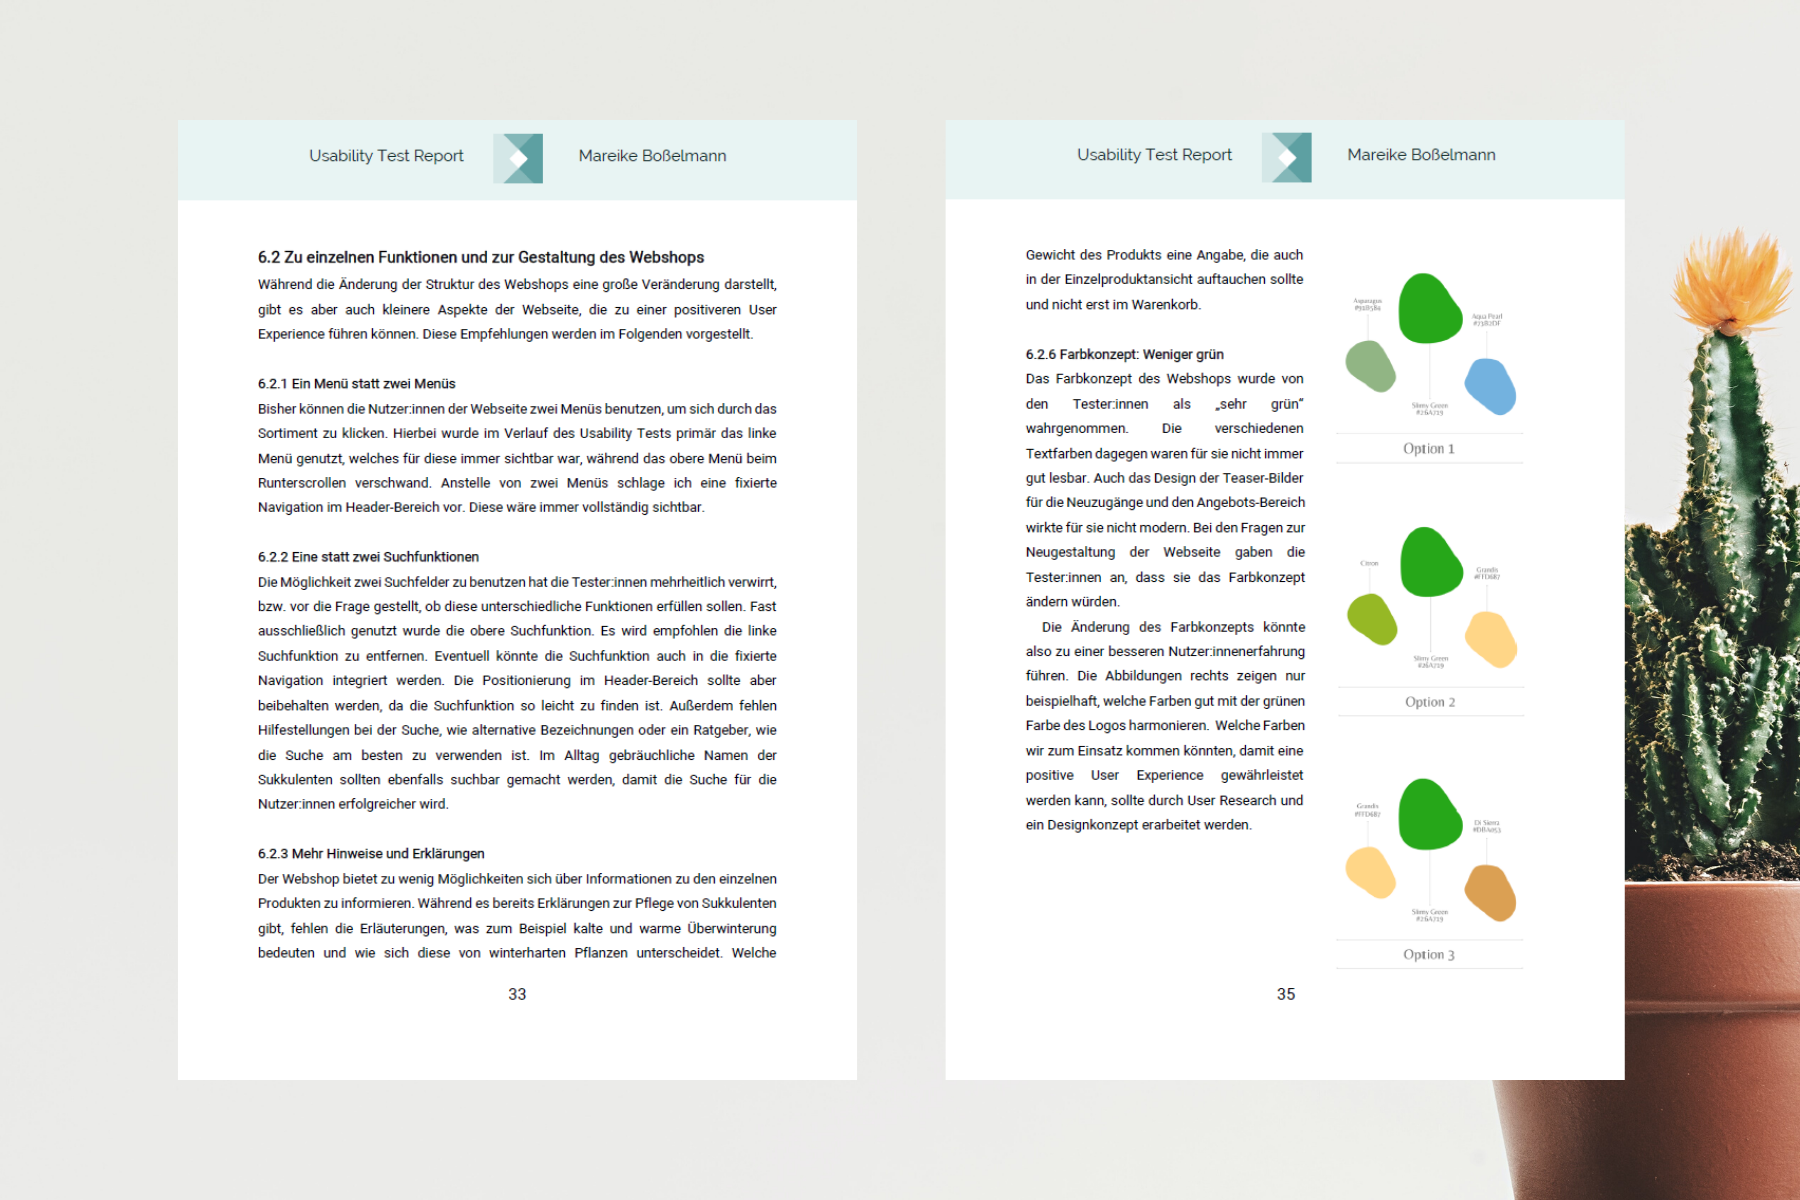 Usability Test Report
Mareike Boßelmann
6.2 Zu einzelnen Funktionen und zur Gestaltung des Webshops
Während die Änderung der Struktur des Webshops eine große Veränderung darstellt,
gibt es aber auch kleinere Aspekte der Webseite, die zu einer positiveren User
Experience führen können. Diese Empfehlungen werden im Folgenden vorgestellt.
6.2.1 Ein Menü statt zwei Menüs
Bisher können die Nutzer:innen der Webseite zwei Menüs benutzen, um sich durch das
Sortiment zu klicken. Hierbei wurde im Verlauf des Usability Tests primär das linke
Menü genutzt, welches für diese immer sichtbar war, während das obere Menü beim
Runterscrollen verschwand. Anstelle von zwei Menüs schlage ich eine fixierte
Navigation im Header-Bereich vor. Diese wäre immer vollständig sichtbar.
6.2.2 Eine statt zwei Suchfunktionen
Die Möglichkeit zwei Suchfelder zu benutzen hat die Tester:innen mehrheitlich verwirrt,
bzw. vor die Frage gestellt, ob diese unterschiedliche Funktionen erfüllen sollen. Fast
ausschließlich genutzt wurde die obere Suchfunktion. Es wird empfohlen die linke
Suchfunktion zu entfernen. Eventuell könnte die Suchfunktion auch in die fixierte
Navigation integriert werden. Die Positionierung im Header-Bereich sollte aber
beibehalten werden, da die Suchfunktion so leicht zu finden ist. Außerdem fehlen
Hilfestellungen bei der Suche, wie alternative Bezeichnungen oder ein Ratgeber, wie
die Suche am besten zu verwenden ist. Im Alltag gebräuchliche Namen der
Sukkulenten sollten ebenfalls suchbar gemacht werden, damit die Suche für die
Nutzer:innen erfolgreicher wird.
6.2.3 Mehr Hinweise und Erklärungen
Der Webshop bietet zu wenig Möglichkeiten sich über Informationen zu den einzelnen
Produkten zu informieren. Während es bereits Erklärungen zur Pflege von Sukkulenten
gibt, fehlen die Erläuterungen, was zum Beispiel kalte und warme Überwinterung
bedeuten und wie sich diese von winterharten Pflanzen unterscheidet. Welche
33
Usability Test Report
Mareike Boßelmann
Gewicht des Produkts eine Angabe, die auch
in der Einzelproduktansicht auftauchen sollte
und nicht erst im Warenkorb.
6.2.6 Farbkonzept: Weniger grün
Das Farbkonzept des Webshops wurde von
den Tester:innen als „sehr grün“
wahrgenommen. Die verschiedenen
Textfarben dagegen waren für sie nicht immer
gut lesbar. Auch das Design der Teaser-Bilder
für die Neuzugänge und den Angebots-Bereich
wirkte für sie nicht modern. Bei den Fragen zur
Neugestaltung der Webseite gaben die
Tester:innen an, dass sie das Farbkonzept
ändern würden.
Die Änderung des Farbkonzepts könnte
also zu einer besseren Nutzer:innenerfahrung
führen. Die Abbildungen rechts zeigen nur
beispielhaft, welche Farben gut mit der grünen
Farbe des Logos harmonieren. Welche Farben
wir zum Einsatz kommen könnten, damit eine
positive User Experience gewährleistet
werden kann, sollte durch User Research und
ein Designkonzept erarbeitet werden.
Asparagus
Aqua Pearl
Slimy Green
#26A719
Option 1
Citron
Grandis
#FFD687
Slimy Green
#26A719
Option 2
Grandis
#FFD687
Di Sierra
Slimy Green
#26A719
Option 3
35